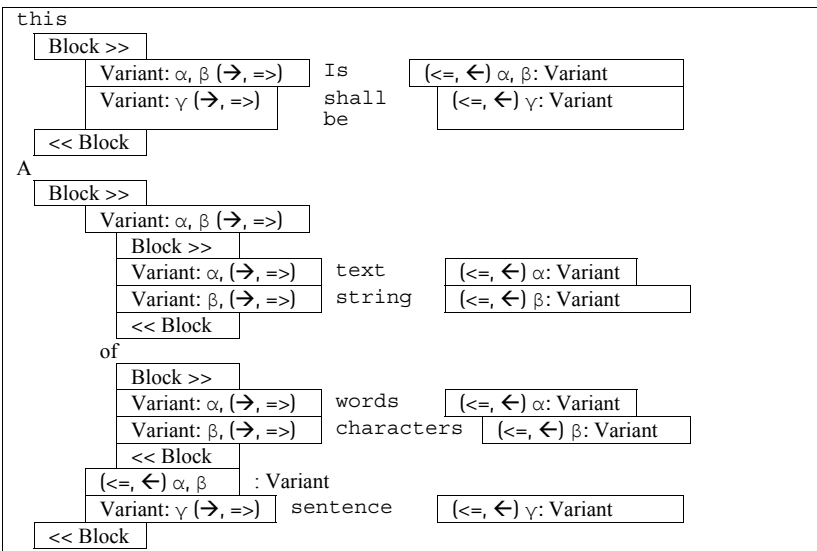 this
Block >>
Variant: α, β (→, =>) Is (<=, ←) α, β: Variant
Variant: γ (→, =>) shall (<=, ←) γ: Variant
be
<< Block
A
Block >>
Variant: α, β (→, =>)
Block >>
Variant: α, (→, =>) text (<=, ←) α: Variant
Variant: β, (→, =>) string (<=, ←) β: Variant
<< Block
of
Block >>
Variant: α, (→, =>) words (<=, ←) α: Variant
Variant: β, (→, =>) characters (<=, ←) β: Variant
<< Block
(<=, ←) α, β : Variant
Variant: γ (→, =>) sentence (<=, ←) γ: Variant
<< Block